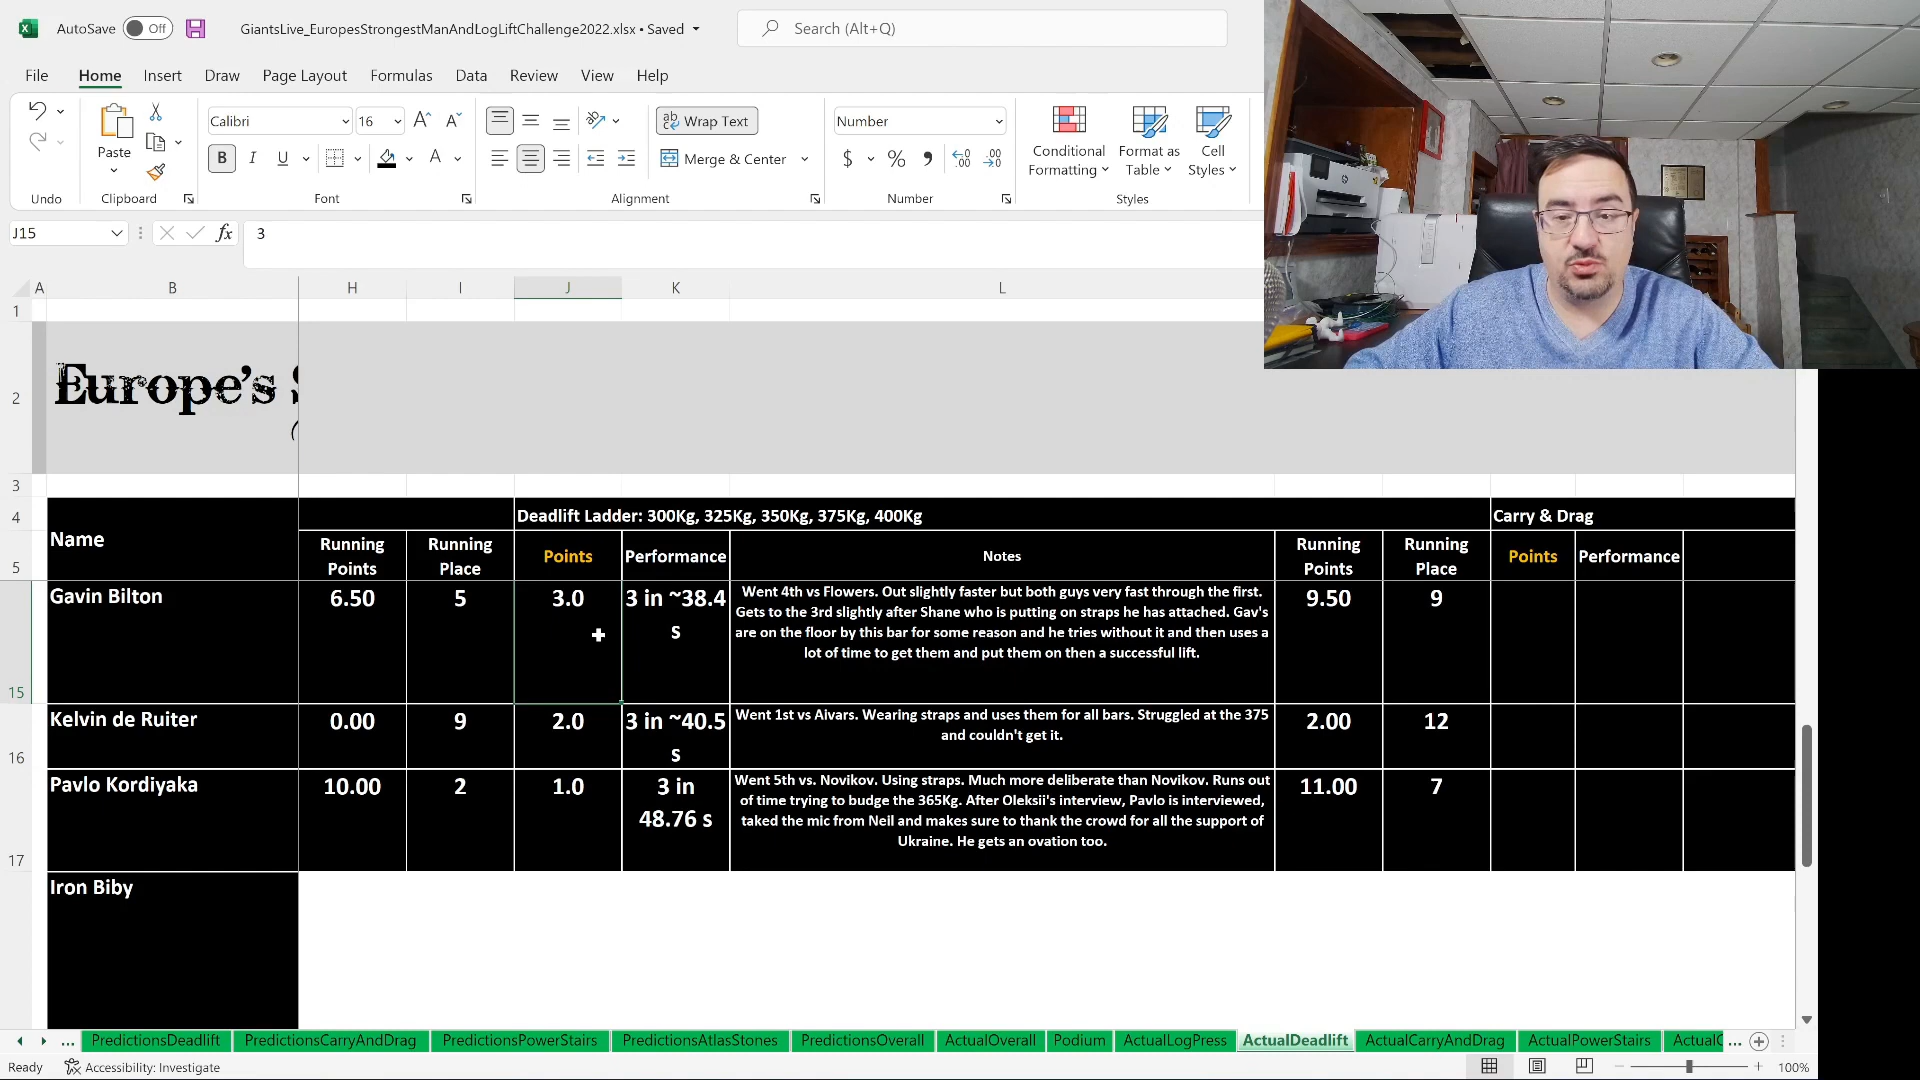 AutoSave Off GiantsLive_EuropesStrongestManAndLogLiftChallenge2022.xlsx • Saved Search (Alt+Q)
File Home Insert Draw Page Layout Formulas Data Review View Help
Calibri 16 Wrap Text Number
Paste B I U A Merge & Center $ % Conditional Formatting Format as Table Cell Styles
Undo Clipboard Font Alignment Number Styles
J15 fx 3
A B H I J K L
1
2 Europe's S
(
3
4 Name Deadlift Ladder: 300Kg, 325Kg, 350Kg, 375Kg, 400Kg Carry & Drag
5 Running Points Running Place Points Performance Notes Running Points Running Place Points Performance
Gavin Bilton 6.50 5 3.0 3 in ~38.4 s 9.50 9
Went 4th vs Flowers. Out slightly faster but both guys very fast through the first.
Gets to the 3rd slightly after Shane who is putting on straps he has attached. Gav's
are on the floor by this bar for some reason and he tries without it and then uses a
lot of time to get them and put them on then a successful lift.
15
Kelvin de Ruiter 0.00 9 2.0 3 in ~40.5 s 2.00 12
Went 1st vs Aivars. Wearing straps and uses them for all bars. Struggled at the 375
and couldn't get it.
16
Pavlo Kordiyaka 10.00 2 1.0 3 in 48.76 s 11.00 7
Went 5th vs. Novikov. Using straps. Much more deliberate than Novikov. Runs out
of time trying to budge the 365Kg. After Oleksii's interview, Pavlo is interviewed,
taked the mic from Neil and makes sure to thank the crowd for all the support of
Ukraine. He gets an ovation too.
17
Iron Biby
... PredictionsDeadlift PredictionsCarryAndDrag PredictionsPowerStairs PredictionsAtlasStones PredictionsOverall ActualOverall Podium ActualLogPress ActualDeadlift ActualCarryAndDrag ActualPowerStairs ActualC ...
Ready Accessibility: Investigate 100%